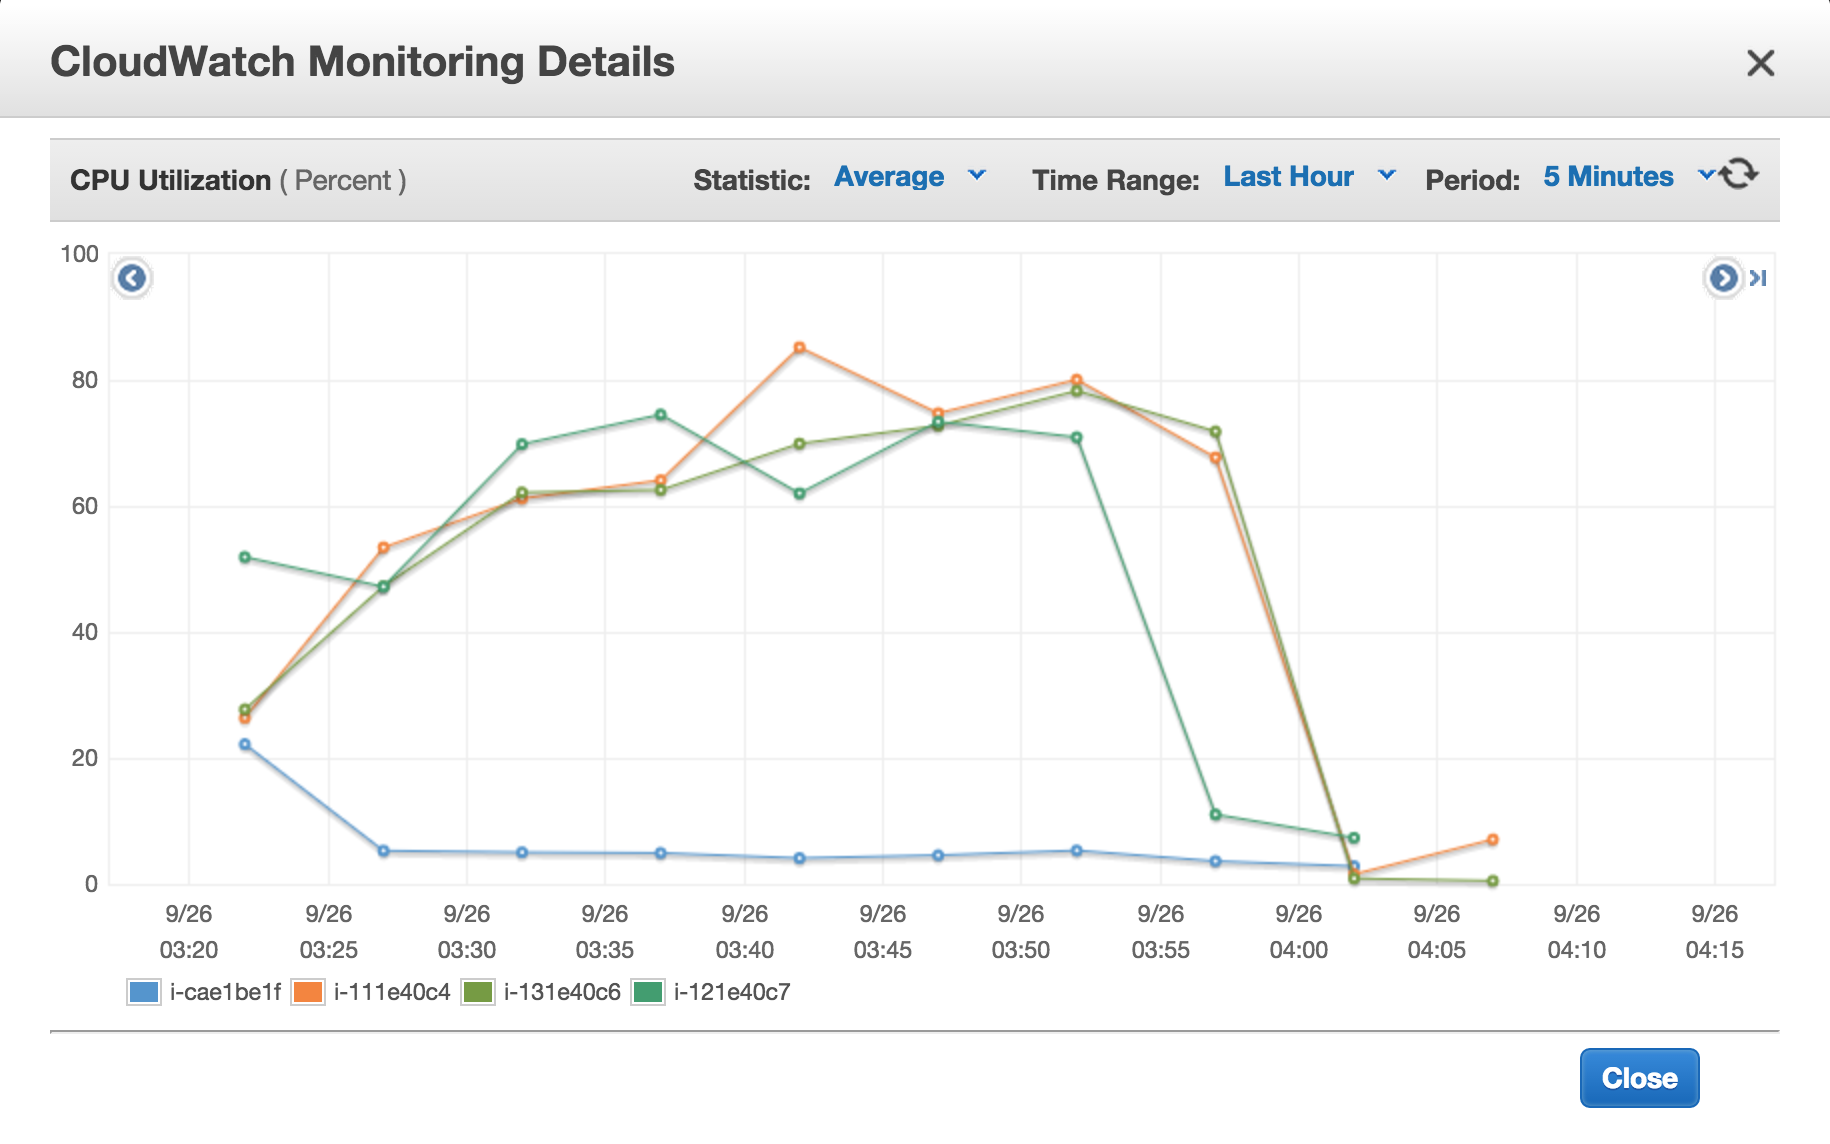 CloudWatch Monitoring Details
CPU Utilization ( Percent ) Statistic: Average Time Range: Last Hour Period: 5 Minutes
100
80
60
40
20
0
9/26 9/26 9/26 9/26 9/26 9/26 9/26 9/26 9/26 9/26 9/26 9/26
03:20 03:25 03:30 03:35 03:40 03:45 03:50 03:55 04:00 04:05 04:10 04:15
i-cae1be1f i-111e40c4 i-131e40c6 i-121e40c7
Close